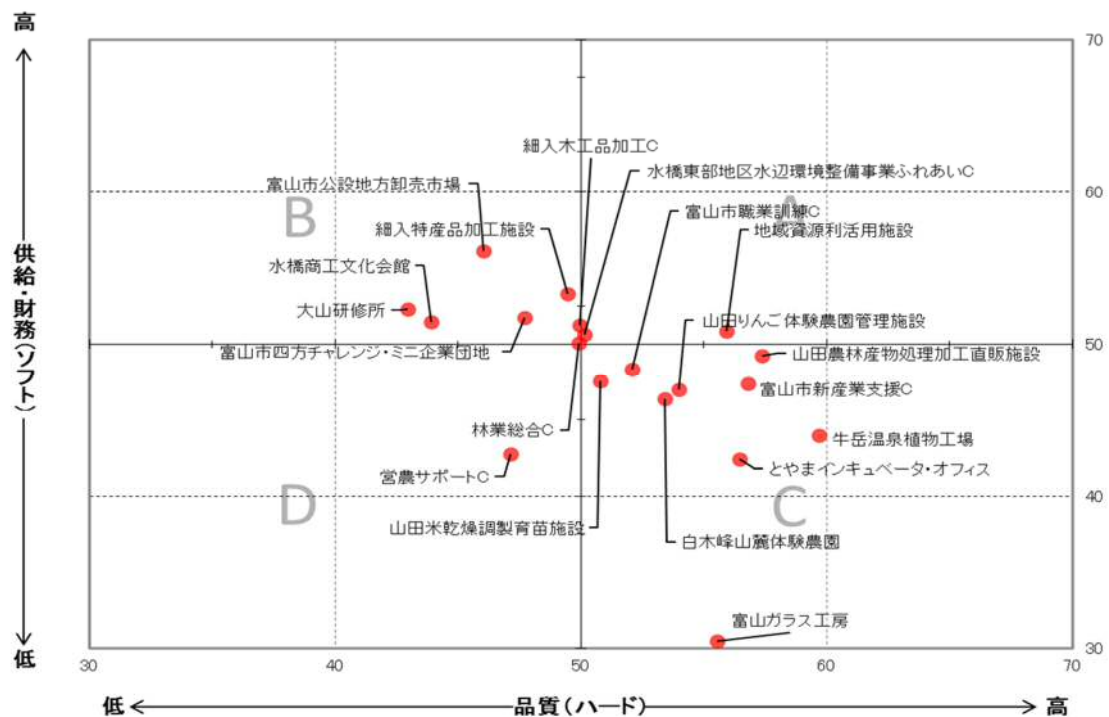 高
70
細入木工品加工C
水橋東部地区水辺環境整備事業ふれあいC
富山市公設地方卸売市場
60
B
A
富山市職業訓練C
細入特産品加工施設
地域資源利活用施設
水橋商工文化会館
大山研修所
山田りんご体験農園管理施設
供給・財務(ソフト)
50
富山市四方チャレンジ・ミニ企業団地
山田農林産物処理加工直販施設
富山市新産業支援C
林業総合C
牛岳温泉植物工場
営農サポートC
とやまインキュベータ・オフィス
D
C
40
山田米乾燥調製育苗施設
白木峰山麓体験農園
富山ガラス工房
低
30
30
40
50
60
70
低
品質(ハード)
高